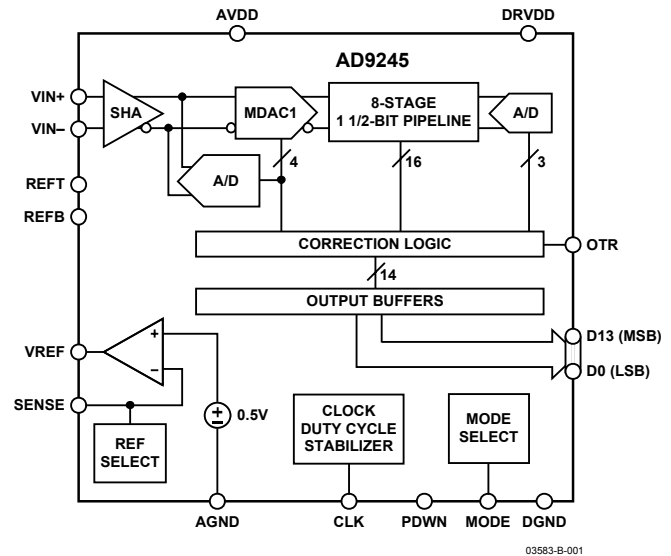 AVDD
DRVDD
AD9245
VIN+
SHA
MDAC1
8-STAGE
1 1/2-BIT PIPELINE
A/D
VIN–
4
16
3
A/D
REFT
REFB
CORRECTION LOGIC
OTR
14
OUTPUT BUFFERS
VREF
+
–
D13 (MSB)
D0 (LSB)
SENSE
0.5V
REF
SELECT
CLOCK
DUTY CYCLE
STABILIZER
MODE
SELECT
AGND
CLK
PDWN
MODE
DGND
03583-B-001